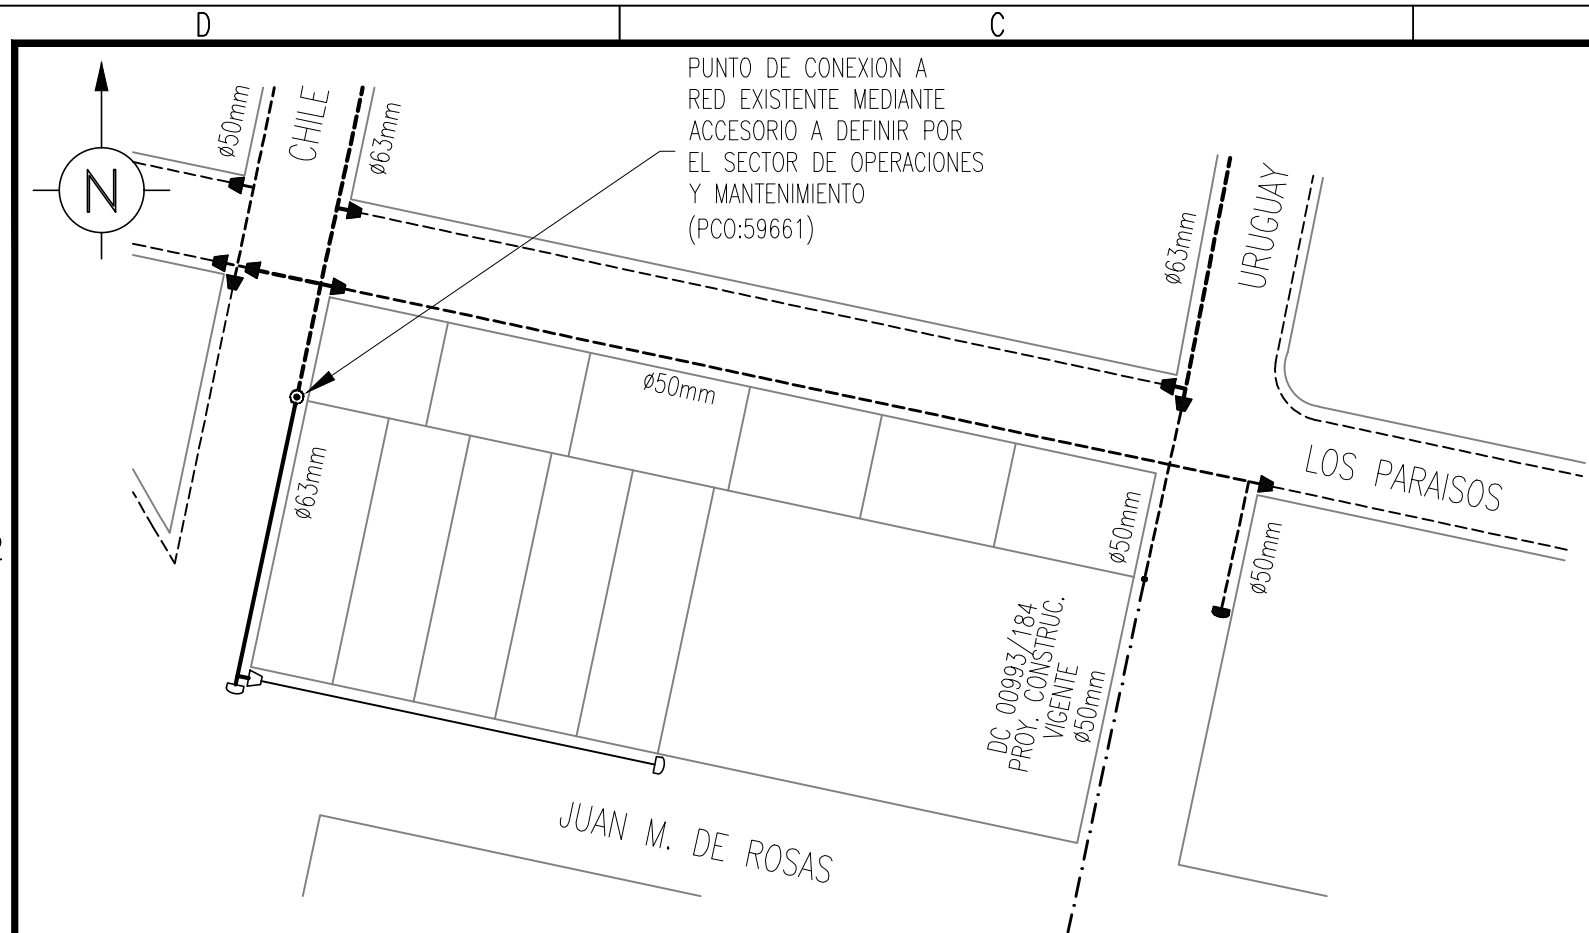 D
C
PUNTO DE CONEXION A
RED EXISTENTE MEDIANTE
ACCESORIO A DEFINIR POR
EL SECTOR DE OPERACIONES
Y MANTENIMIENTO
(PCO:59661)
N
ø50mm
CHILE
ø63mm
ø63mm
URUGUAY
ø50mm
LOS PARAISOS
ø63mm
ø50mm
ø50mm
DC 00993/184
PROY. CONSTRUC.
VIGENTE
ø50mm
JUAN M. DE ROSAS